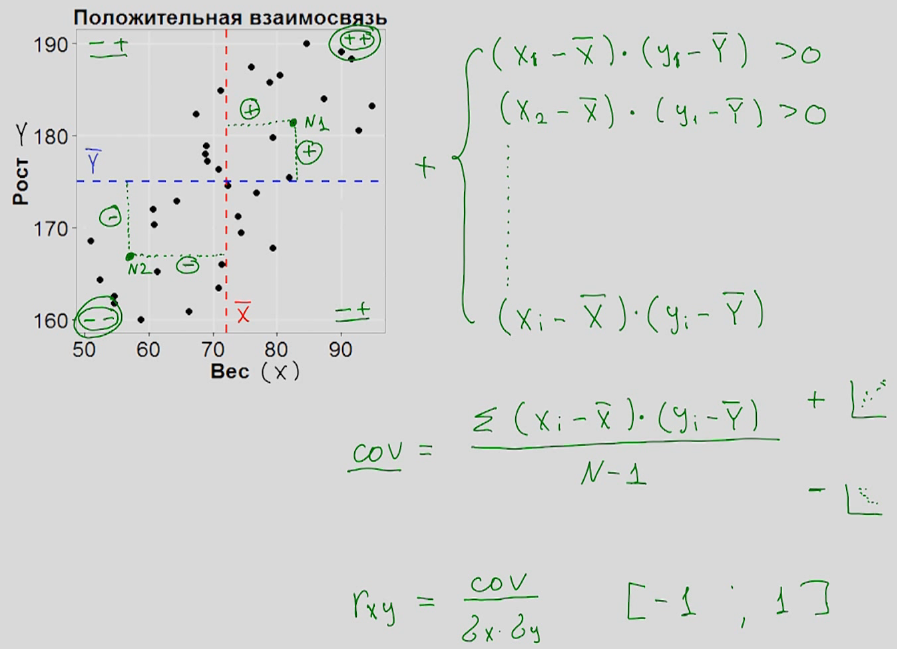 Положительная взаимосвязь
190
180
170
160
50 60 70 80 90
Рост Y
Вес (X)
- +
+ +
- -
- +
Y̅
X̅
+
N1
+
-
N2
-
+
(x₁ - X̅) · (y₁ - Y̅) >0
(x₂ - X̅) · (y₁ - Y̅) >0
(xᵢ - X̅) · (yᵢ - Y̅)
cov = Σ (xᵢ - X̅) · (yᵢ - Y̅) / N-1
+
-
rxy = cov / δx · δy [-1 ; 1]